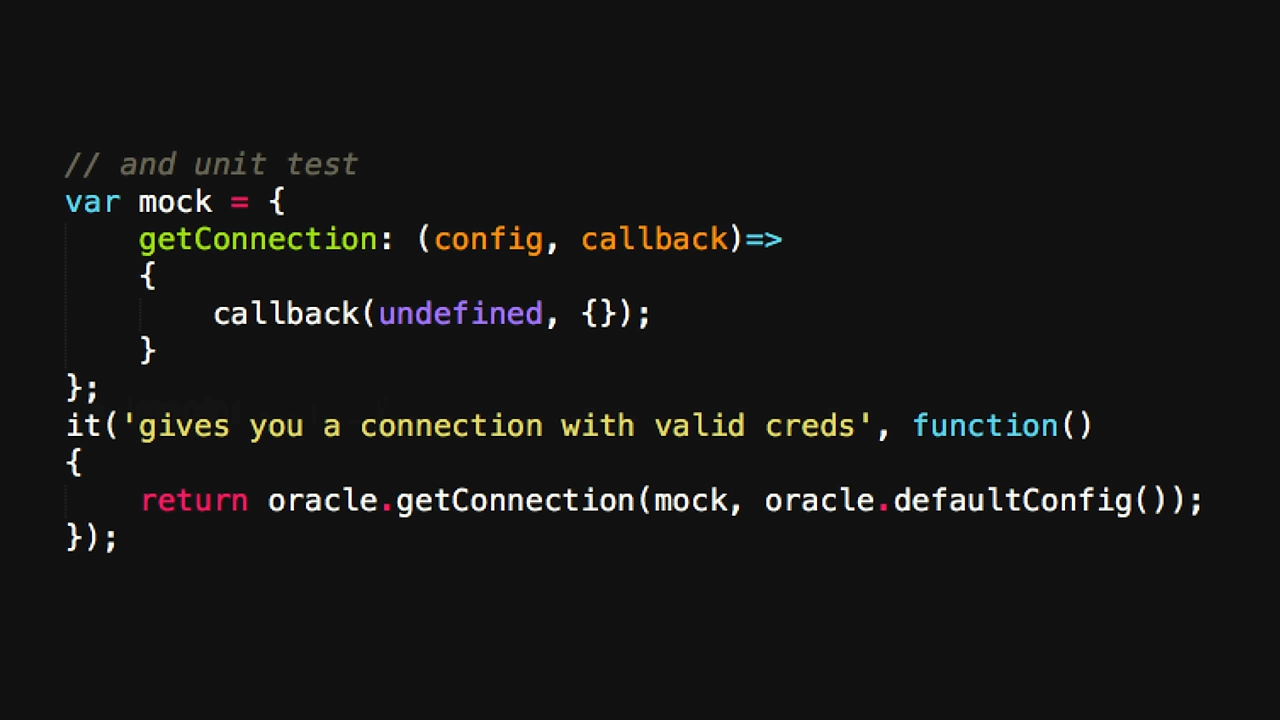 // and unit test
var mock = {
    getConnection: (config, callback)=>
    {
        callback(undefined, {});
    }
};
it('gives you a connection with valid creds', function()
{
    return oracle.getConnection(mock, oracle.defaultConfig());
});